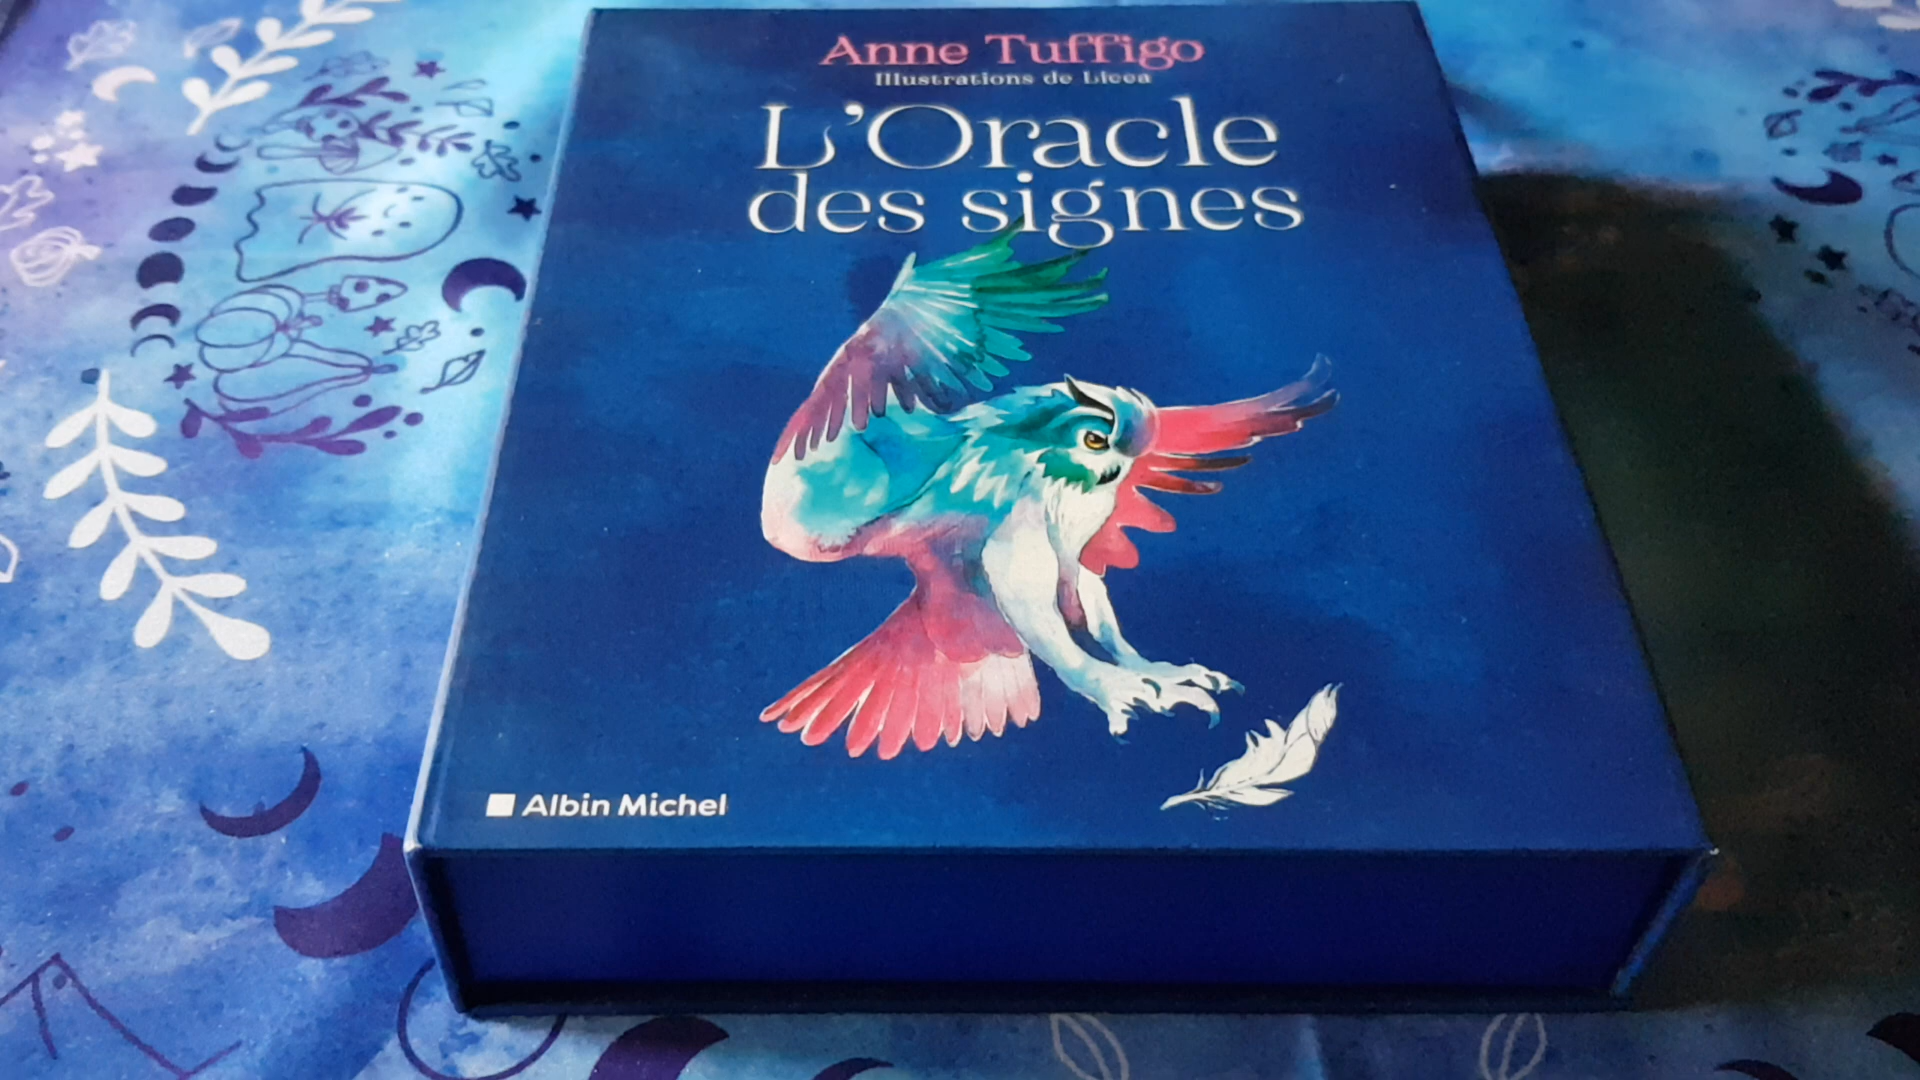 Anne Tuffigo
Illustrations de Licea
L'Oracle
des signes
Albin Michel